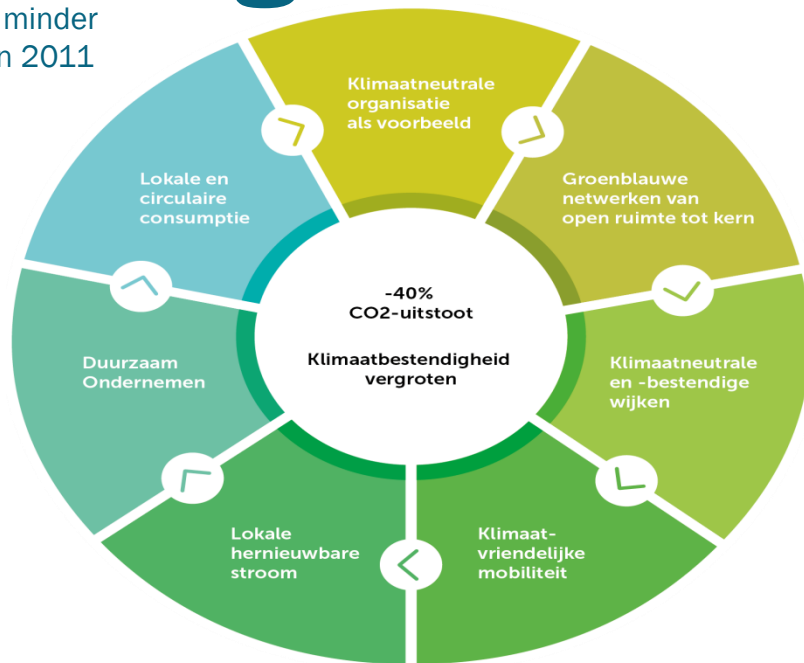 minder
2011
Klimaatneutrale
organisatie
als voorbeeld
Groenblauwe
netwerken van
open ruimte tot kern
Klimaatneutrale
en -bestendige
wijken
Klimaat-
vriendelijke
mobiliteit
Lokale
hernieuwbare
stroom
Duurzaam
Ondernemen
Lokale en
circulaire
consumptie
-40%
CO2-uitstoot
Klimaatbestendigheid
vergroten